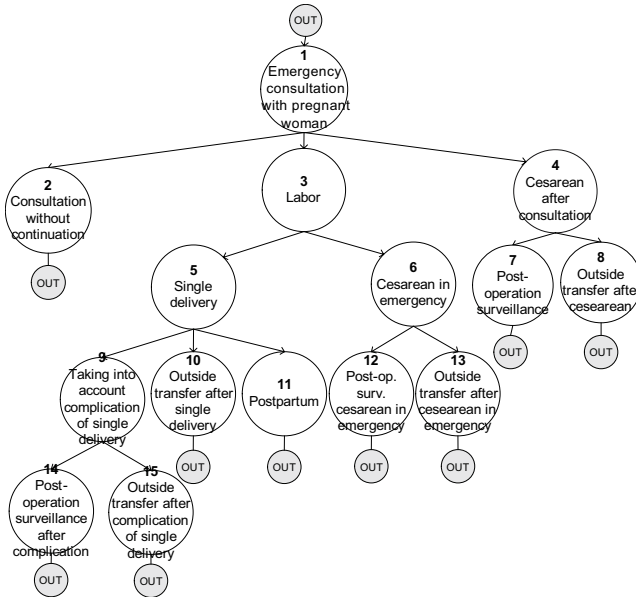 OUT
1
Emergency
consultation
with pregnant
woman
2
Consultation
without
continuation
OUT
3
Labor
4
Cesarean
after
consultation
5
Single
delivery
6
Cesarean in
emergency
7
Post-
operation
surveillance
OUT
8
Outside
transfer after
cesearean
OUT
9
Taking into
account
complication
of single
delivery
10
Outside
transfer after
single
delivery
OUT
11
Postpartum
OUT
12
Post-op.
surv.
cesarean in
emergency
OUT
13
Outside
transfer after
cesearean in
emergency
OUT
14
Post-
operation
surveillance
after
complication
OUT
15
Outside
transfer after
complication
of single
delivery
OUT